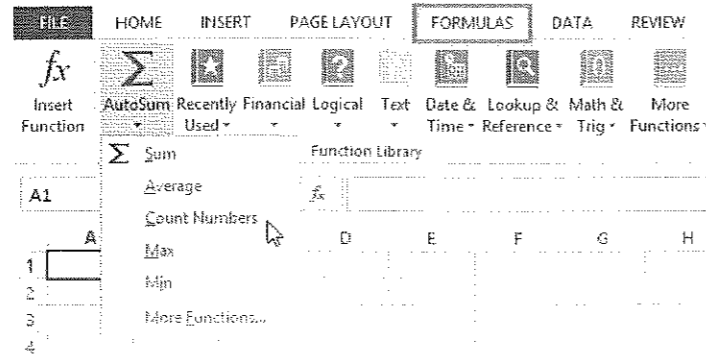 FILE HOME INSERT PAGE LAYOUT FORMULAS DATA REVIEW
fx Σ
Insert AutoSum Recently Financial Logical Text Date & Lookup & Math & More
Function Used Time Reference Trig Functions
Σ Sum Function Library
Average
A1 fx
Count Numbers
A D E F G H
Max
1
Min
2
3 More Functions...
4